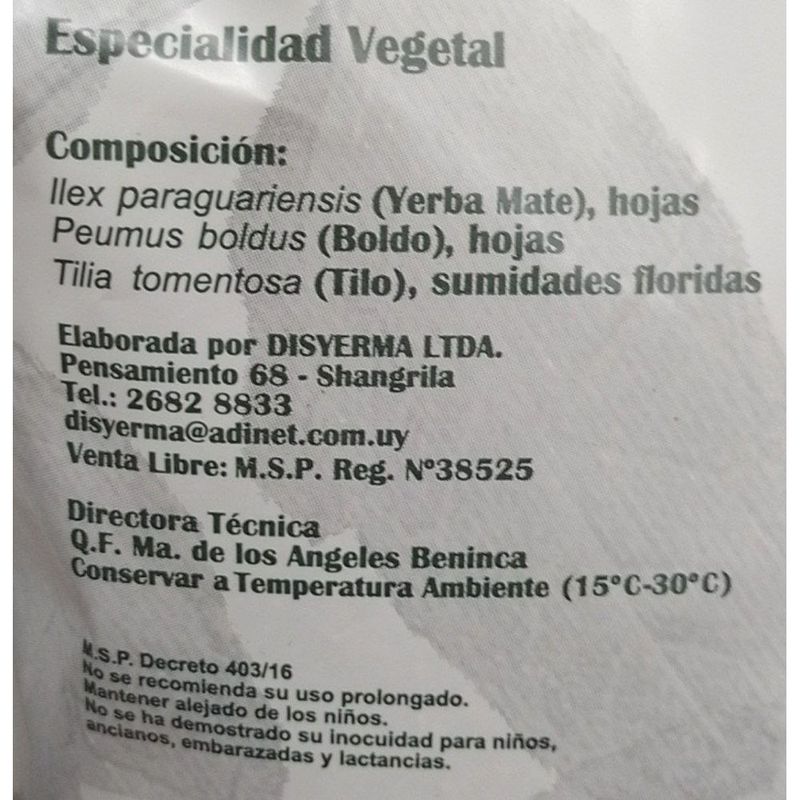 Especialidad Vegetal
Composición:
Ilex paraguariensis (Yerba Mate), hojas
Peumus boldus (Boldo), hojas
Tilia tomentosa (Tilo), sumidades floridas
Elaborada por DISYERMA LTDA.
Pensamiento 68 - Shangrila
Tel.: 2682 8833
disyerma@adinet.com.uy
Venta Libre: M.S.P. Reg. Nº38525
Directora Técnica
Q.F. Ma. de los Angeles Beninca
Conservar a Temperatura Ambiente (15ºC-30ºC)
M.S.P. Decreto 403/16
No se recomienda su uso prolongado.
Mantener alejado de los niños.
No se ha demostrado su inocuidad para niños,
ancianos, embarazadas y lactancias.